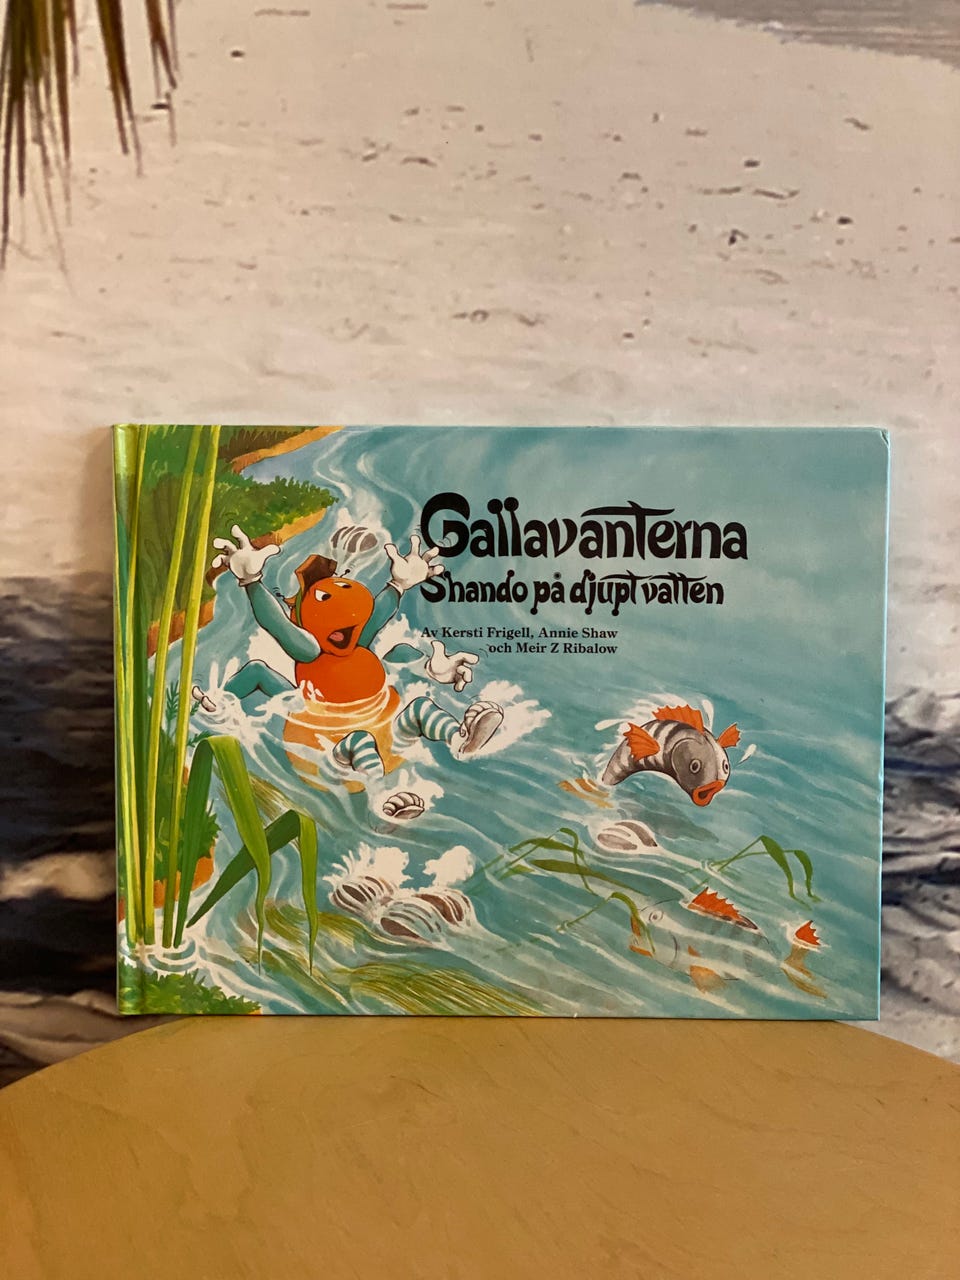 Gallavanterna
Shando på djupt vatten
Av Kersti Frigell, Annie Shaw
och Meir Z Ribalow